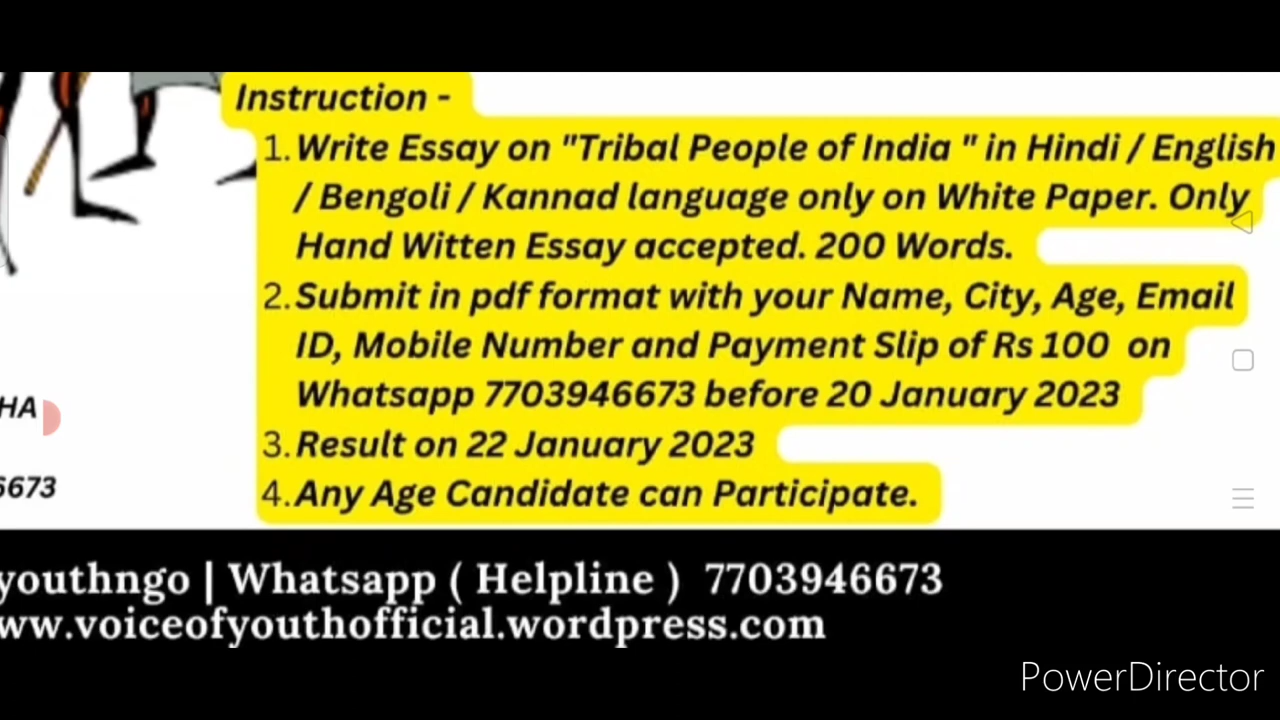 Instruction -
1. Write Essay on "Tribal People of India " in Hindi / English
/ Bengoli / Kannad language only on White Paper. Only
Hand Witten Essay accepted. 200 Words.
2. Submit in pdf format with your Name, City, Age, Email
ID, Mobile Number and Payment Slip of Rs 100 on
HA
Whatsapp 7703946673 before 20 January 2023
3. Result on 22 January 2023
6673
4. Any Age Candidate can Participate.
youthngo | Whatsapp ( Helpline ) 7703946673
ww.voiceofyouthofficial.wordpress.com
PowerDirector